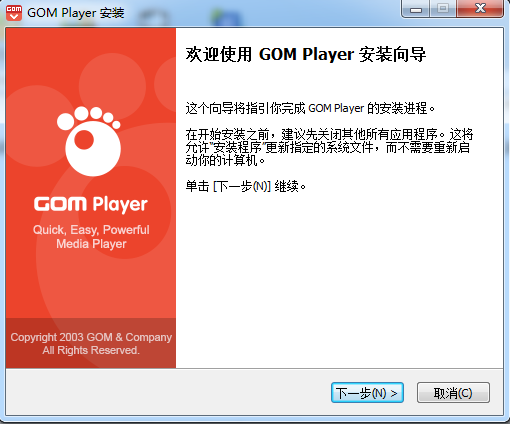 GOM Player 安装
欢迎使用 GOM Player 安装向导
这个向导将指引你完成 GOM Player 的安装进程。
在开始安装之前，建议先关闭其他所有应用程序。这将
允许"安装程序"更新指定的系统文件，而不需要重新启
动你的计算机。
单击 [下一步(N)] 继续。
GOM Player
Quick, Easy, Powerful
Media Player
Copyright 2003 GOM & Company
All Rights Reserved.
下一步(N) >
取消(C)